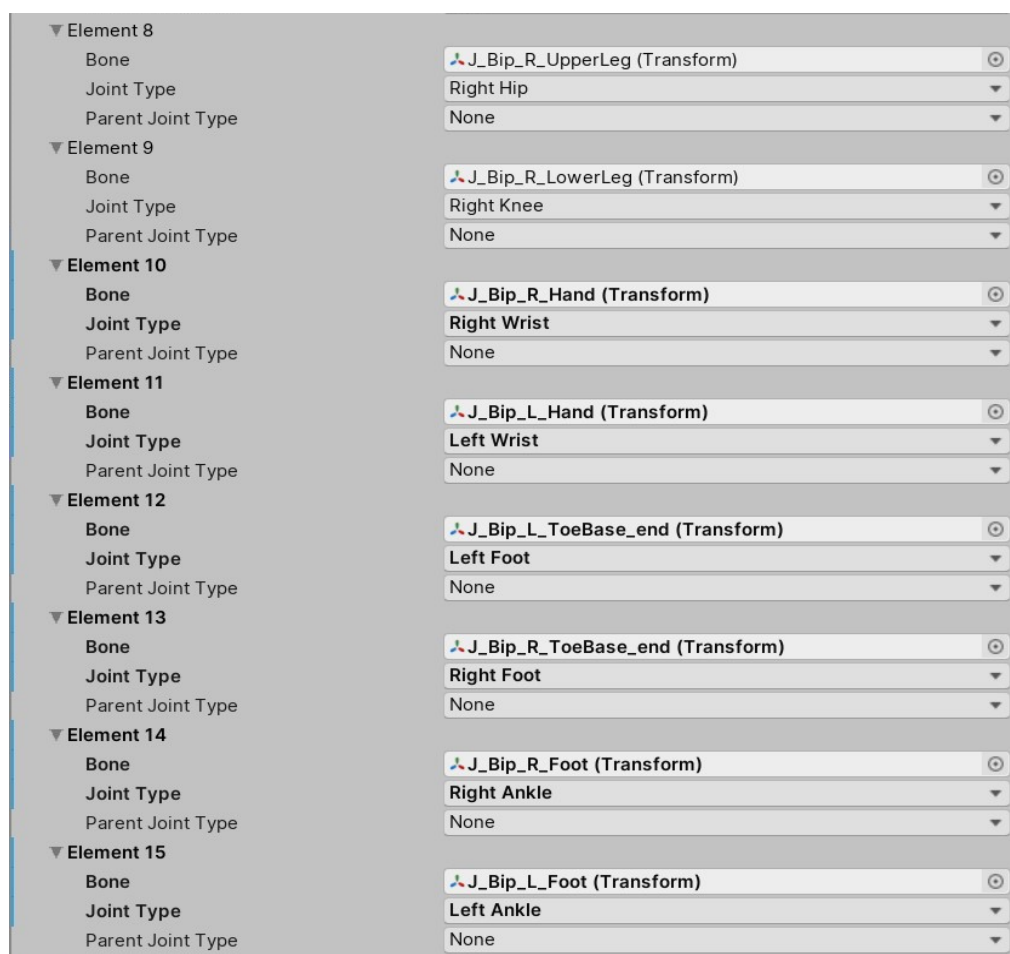 Element 8
Bone J_Bip_R_UpperLeg (Transform)
Joint Type Right Hip
Parent Joint Type None
Element 9
Bone J_Bip_R_LowerLeg (Transform)
Joint Type Right Knee
Parent Joint Type None
Element 10
Bone J_Bip_R_Hand (Transform)
Joint Type Right Wrist
Parent Joint Type None
Element 11
Bone J_Bip_L_Hand (Transform)
Joint Type Left Wrist
Parent Joint Type None
Element 12
Bone J_Bip_L_ToeBase_end (Transform)
Joint Type Left Foot
Parent Joint Type None
Element 13
Bone J_Bip_R_ToeBase_end (Transform)
Joint Type Right Foot
Parent Joint Type None
Element 14
Bone J_Bip_R_Foot (Transform)
Joint Type Right Ankle
Parent Joint Type None
Element 15
Bone J_Bip_L_Foot (Transform)
Joint Type Left Ankle
Parent Joint Type None